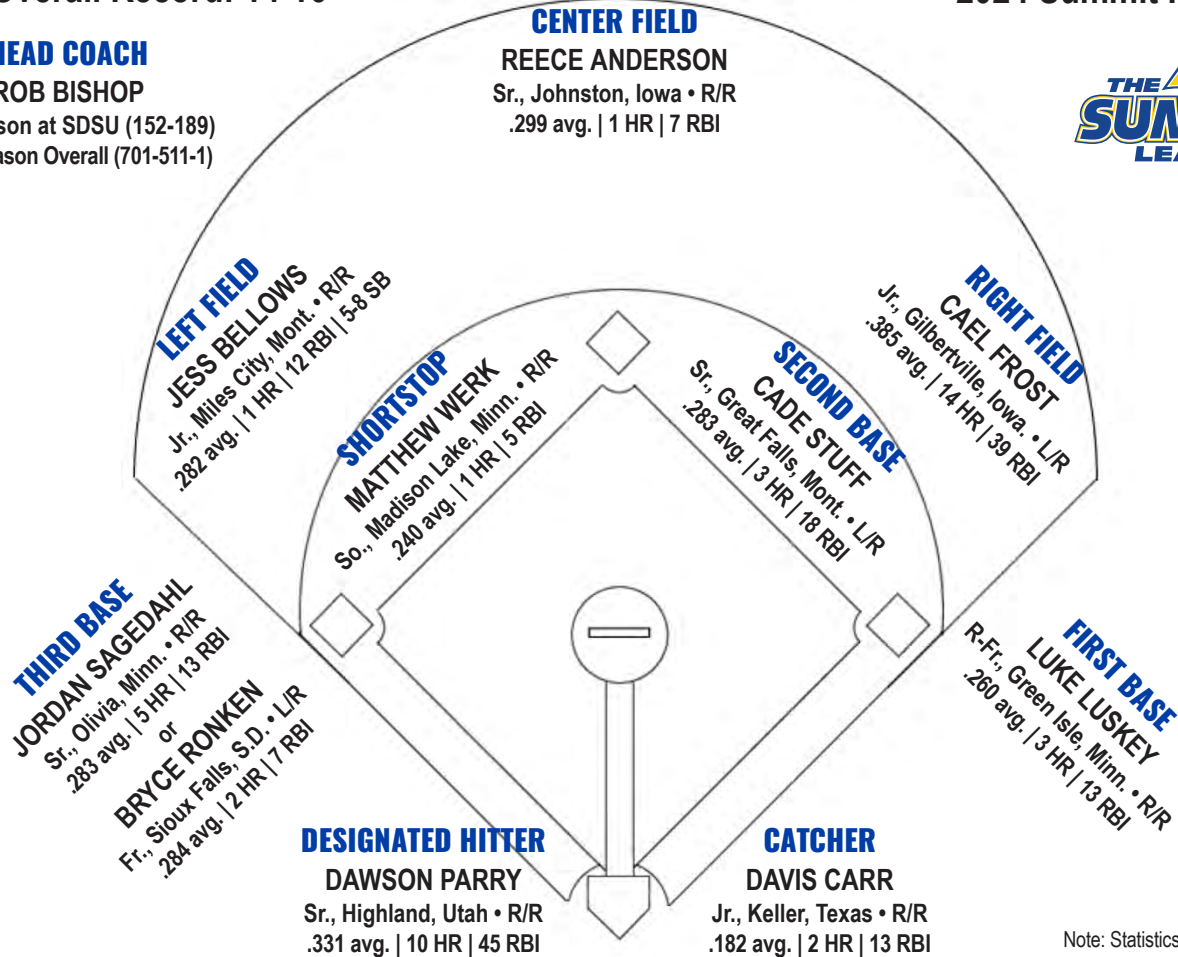 CENTER FIELD
REECE ANDERSON
Sr., Johnston, Iowa • R/R
.299 avg. | 1 HR | 7 RBI
HEAD COACH
ROB BISHOP
at SDSU (152-189)
Overall (701-511-1)
THE
LEFT FIELD
JESS BELLOWS
Jr., Miles City, Mont. • R/R
.282 avg. | 1 HR | 12 RBI | 5-8 SB
SHORTSTOP
MATTHEW WERK
So., Madison Lake, Minn. • R/R
.240 avg. | 1 HR | 5 RBI
SECOND BASE
CADE STUFF
Sr., Great Falls, Mont. • L/R
.283 avg. | 3 HR | 18 RBI
RIGHT FIELD
CAEL FROST
Jr., Gilbertville, Iowa. • L/R
.385 avg. | 14 HR | 39 RBI
THIRD BASE
JORDAN SAGEDAHL
Sr., Olivia, Minn. • R/R
.283 avg. | 5 HR | 13 RBI
or
BRYCE RONKEN
Fr., Sioux Falls, S.D. • L/R
.284 avg. | 2 HR | 7 RBI
FIRST BASE
LUKE LUSKEY
R-Fr., Green Isle, Minn. • R/R
.260 avg. | 3 HR | 13 RBI
DESIGNATED HITTER
DAWSON PARRY
Sr., Highland, Utah • R/R
.331 avg. | 10 HR | 45 RBI
CATCHER
DAVIS CARR
Jr., Keller, Texas • R/R
.182 avg. | 2 HR | 13 RBI
Note: Statistics